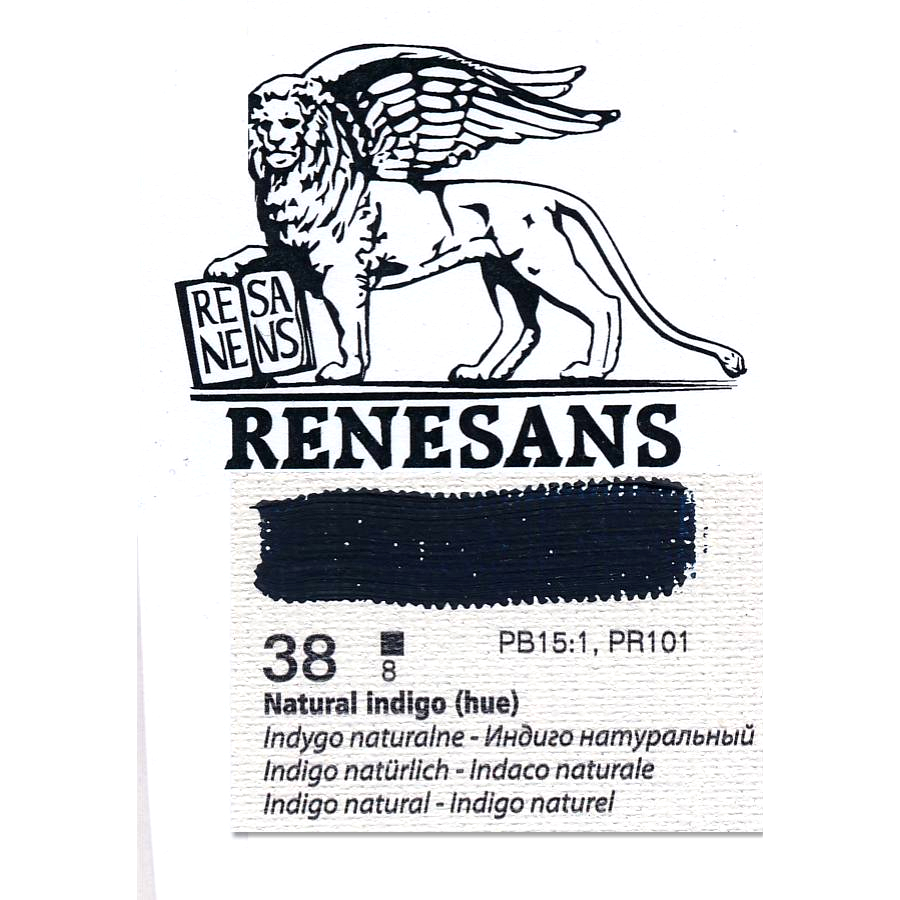 RE SA
NE NS
RENESANS
38 PB15:1, PR101
8
Natural indigo (hue)
Indygo naturalne - Индиго натуральный
Indigo natürlich - Indaco naturale
Indigo natural - Indigo naturel